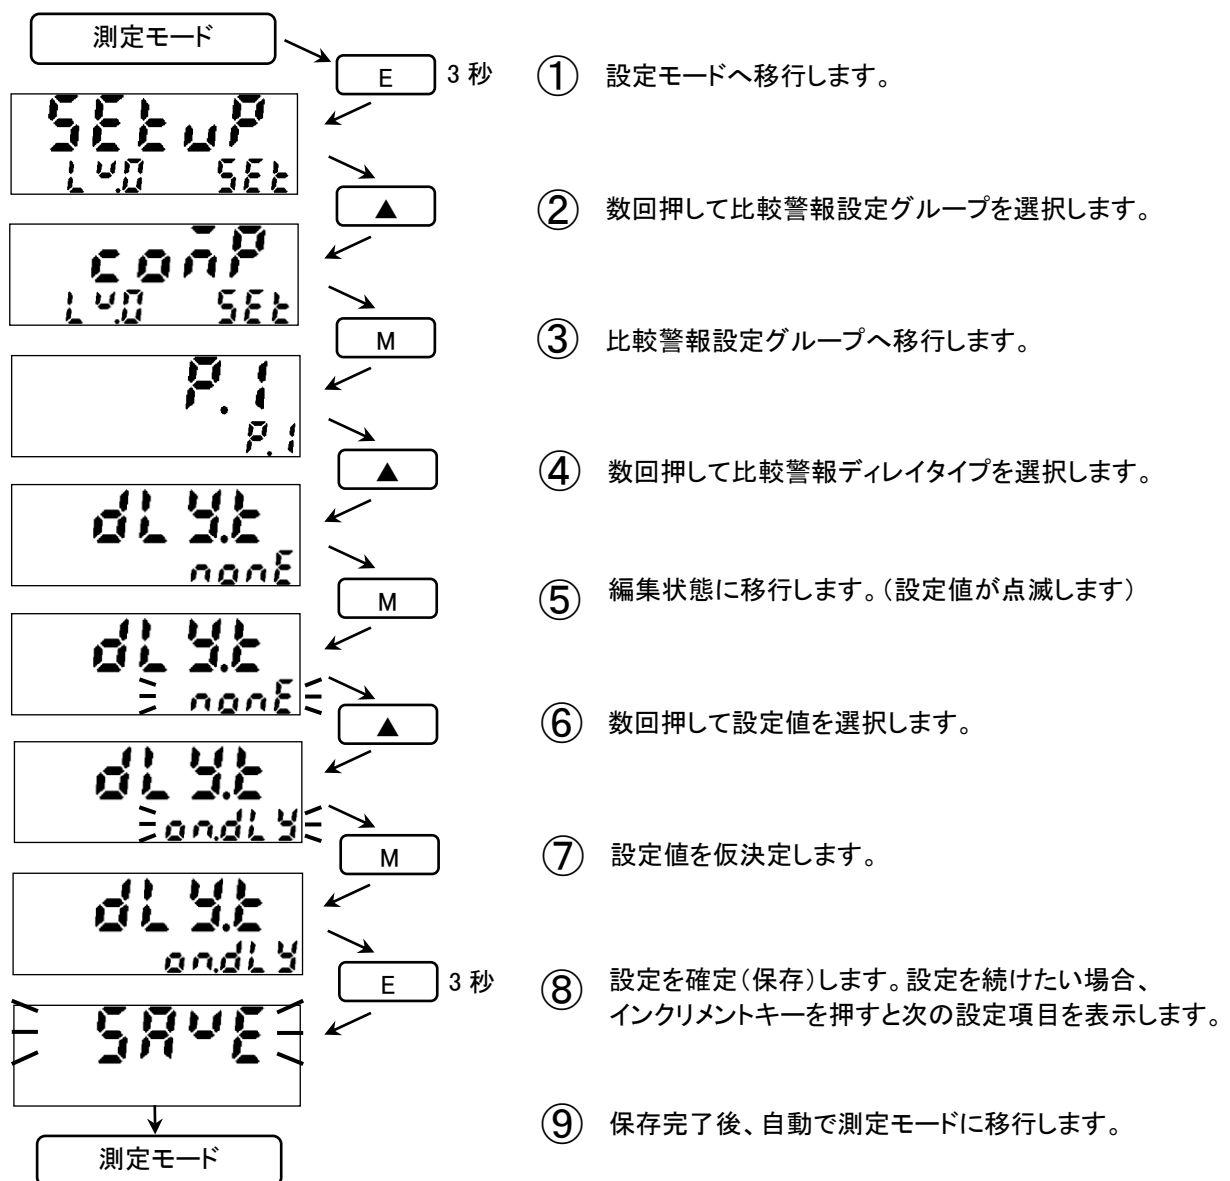 測定モード
E 3 秒 ① 設定モードへ移行します。
SEtuP
Lv.0 SEt
▲ ② 数回押して比較警報設定グループを選択します。
comP
Lv.0 SEt
M ③ 比較警報設定グループへ移行します。
P.1
P.1
▲ ④ 数回押して比較警報ディレイタイプを選択します。
dLY.t
nonE
M ⑤ 編集状態に移行します。（設定値が点滅します）
dLY.t
nonE
▲ ⑥ 数回押して設定値を選択します。
dLY.t
on.dLY
M ⑦ 設定値を仮決定します。
dLY.t
on.dLY
E 3 秒 ⑧ 設定を確定（保存）します。設定を続けたい場合、
インクリメントキーを押すと次の設定項目を表示します。
SAvE
⑨ 保存完了後、自動で測定モードに移行します。
測定モード